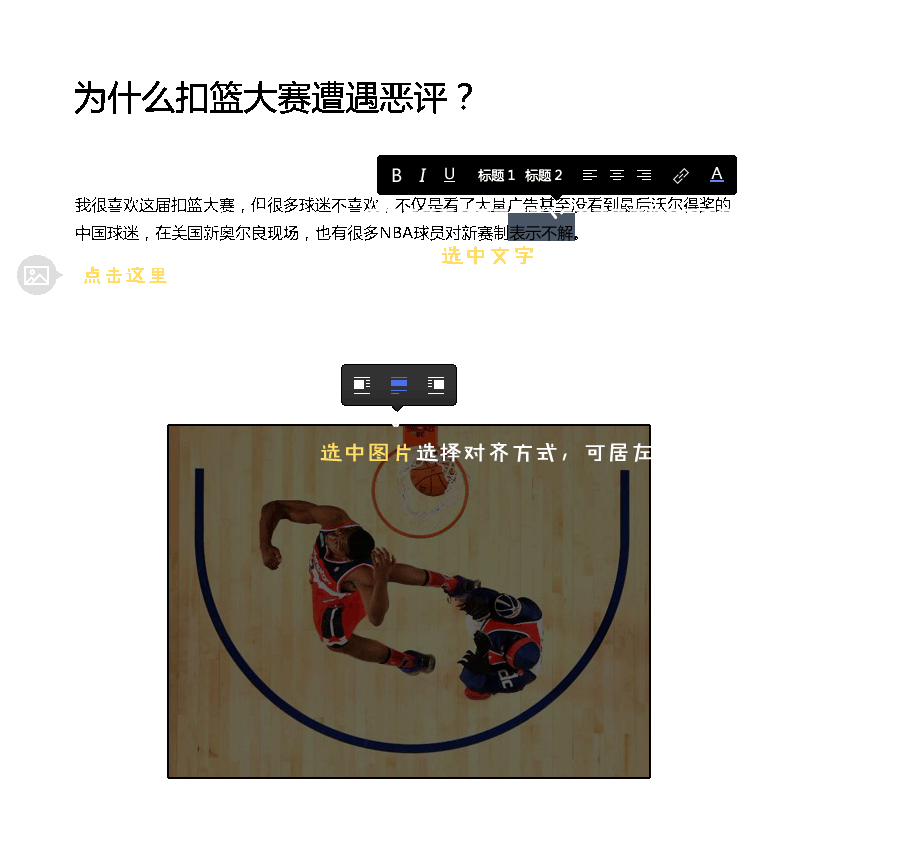 为什么扣篮大赛遭遇恶评？
B I U 标题1 标题2 A
我很喜欢这届扣篮大赛，但很多球迷不喜欢，不仅是看了大量广告甚至没看到最后沃尔得奖的
中国球迷，在美国新奥尔良现场，也有很多NBA球员对新赛制表示不解。
选中文字
点击这里
选中图片选择对齐方式，可居左
dc